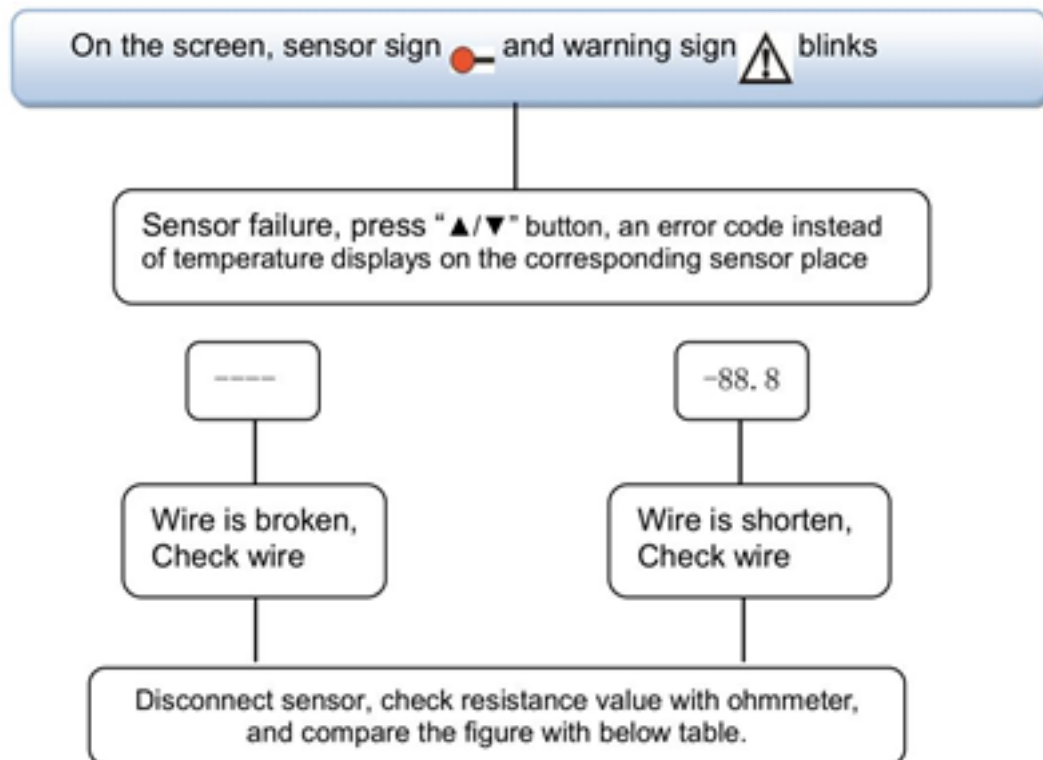 On the screen, sensor sign and warning sign blinks
Sensor failure, press “▲/▼” button, an error code instead
of temperature displays on the corresponding sensor place
----
-88.8
Wire is broken,
Check wire
Wire is shorten,
Check wire
Disconnect sensor, check resistance value with ohmmeter,
and compare the figure with below table.